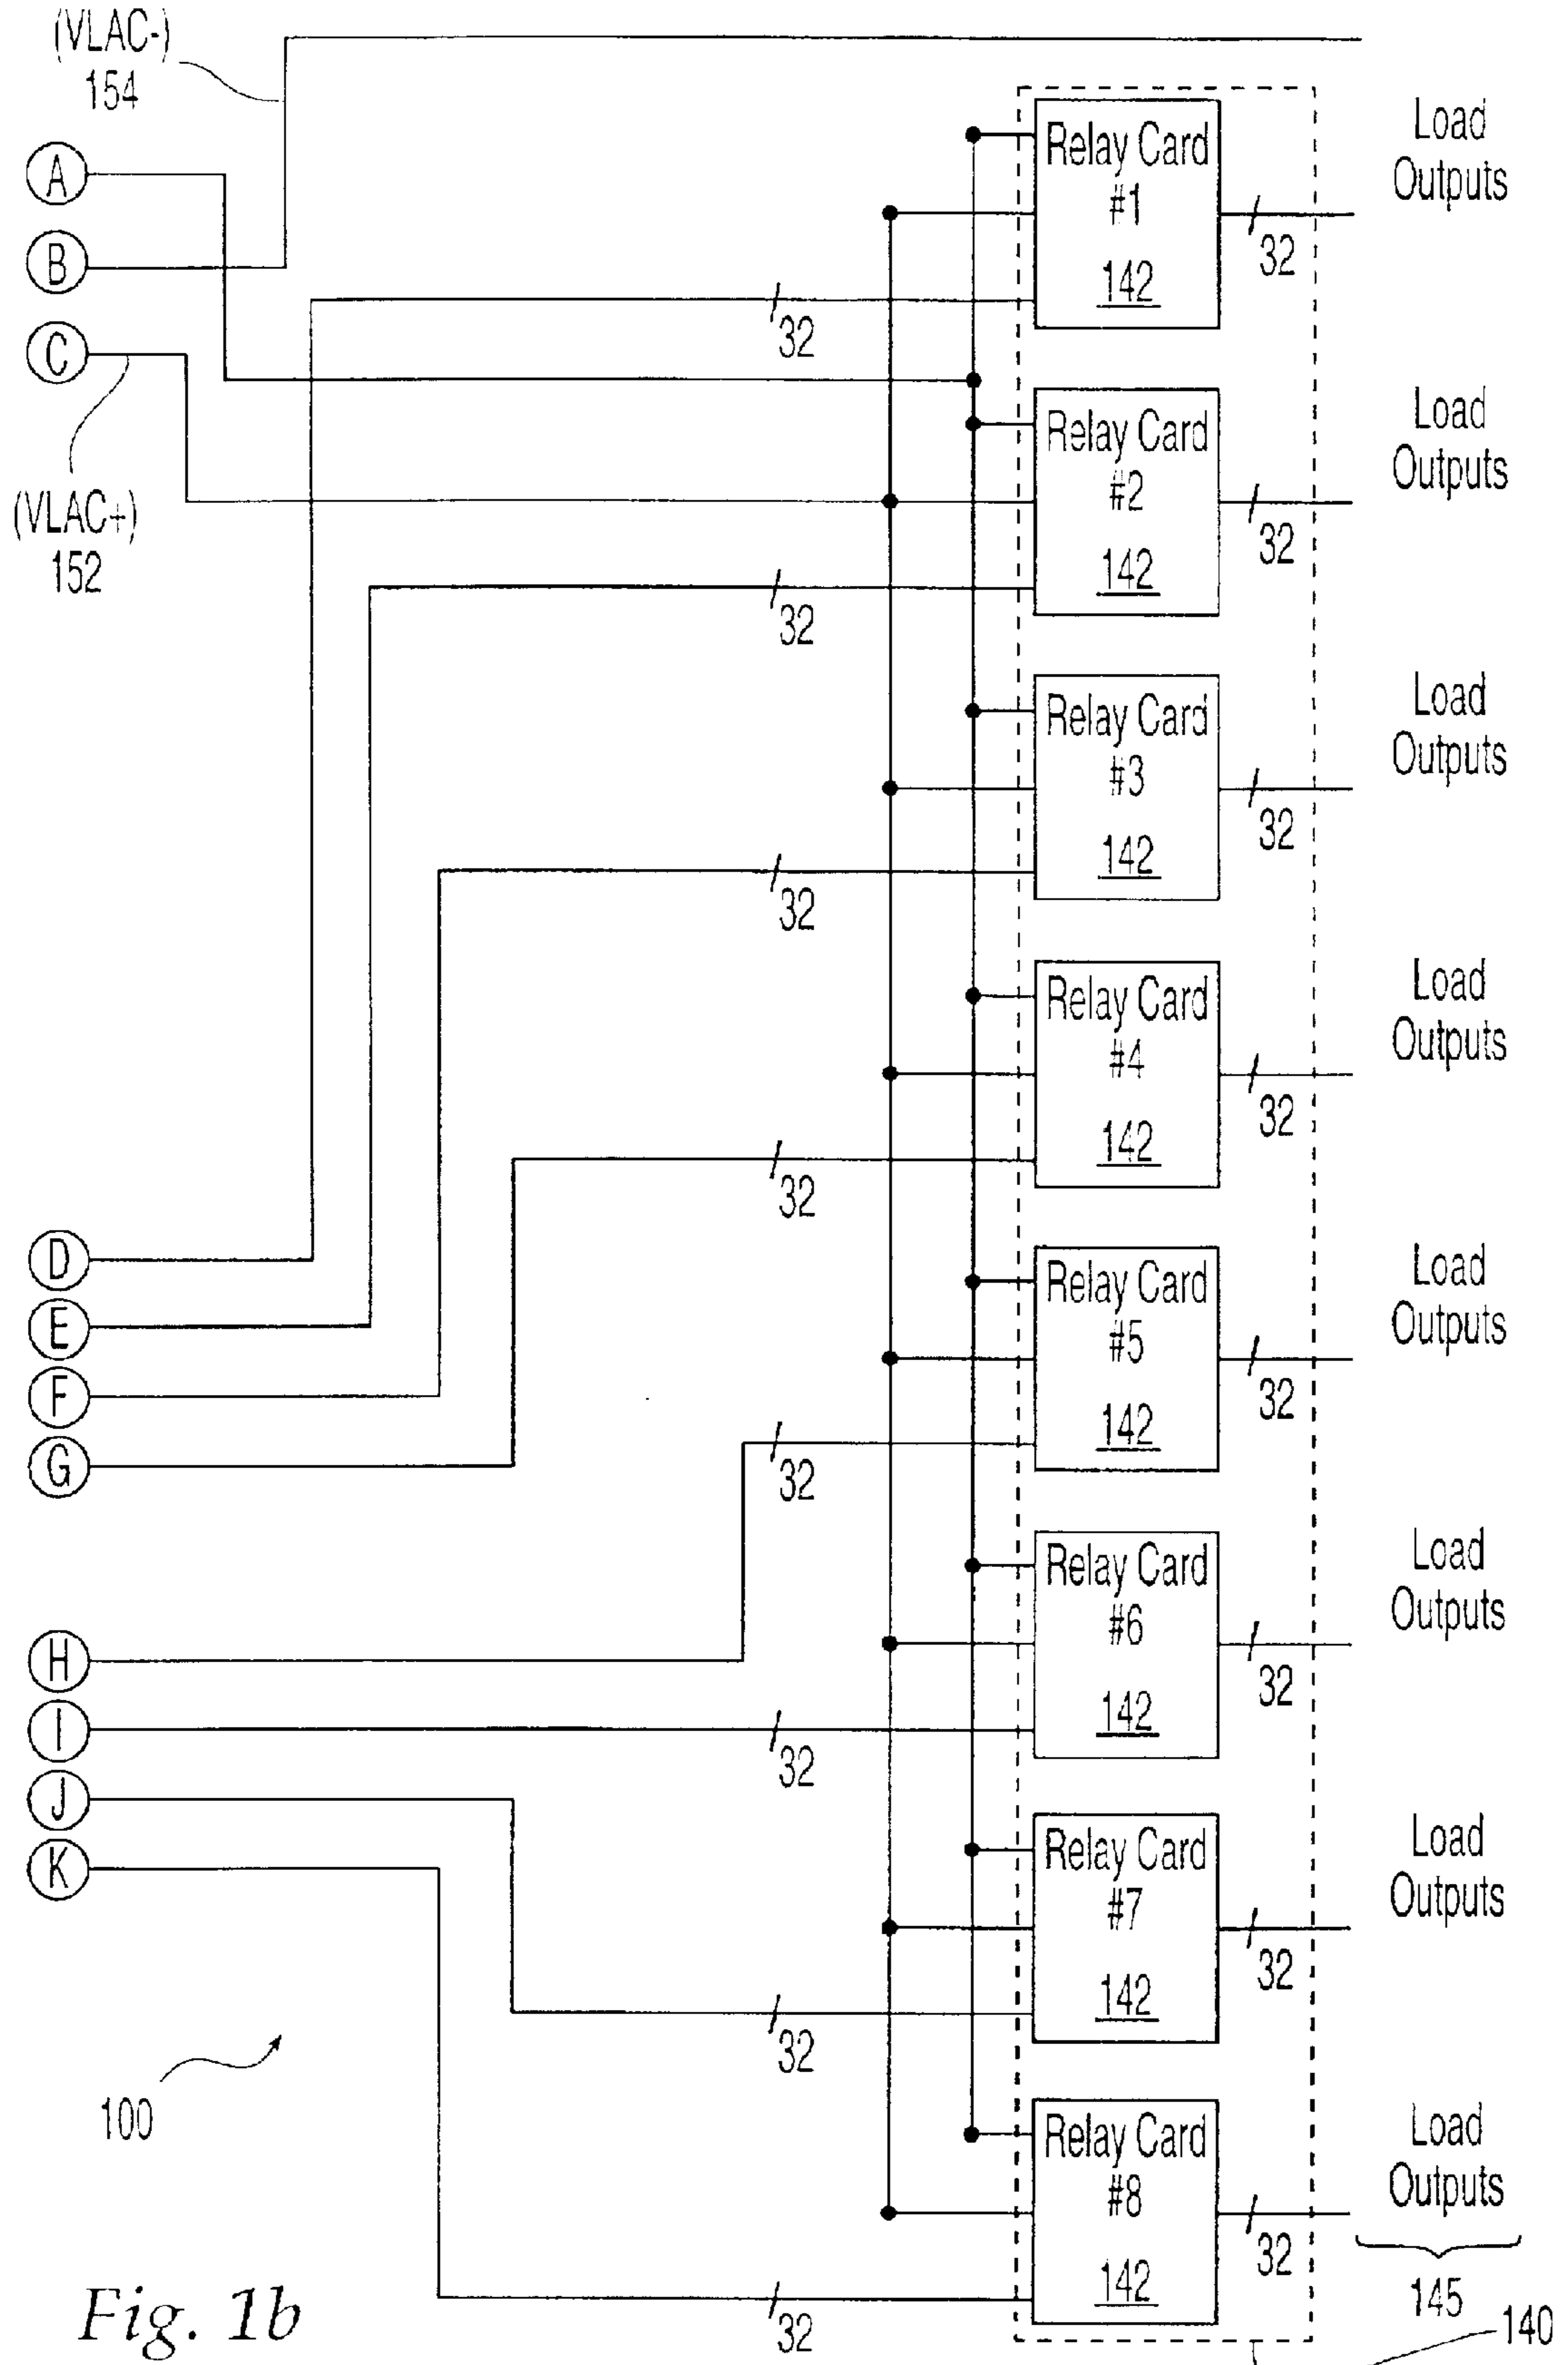 (VLAC-)
154
A
B
C
(VLAC+)
152
Relay Card
#1
142
32
32
Load
Outputs
Relay Card
#2
142
32
32
Load
Outputs
Relay Card
#3
142
32
32
Load
Outputs
Relay Card
#4
142
32
32
Load
Outputs
D
E
F
G
Relay Card
#5
142
32
32
Load
Outputs
H
I
J
K
Relay Card
#6
142
32
32
Load
Outputs
Relay Card
#7
142
32
32
Load
Outputs
100
Relay Card
#8
142
32
32
Load
Outputs
145
140
Fig. 1b